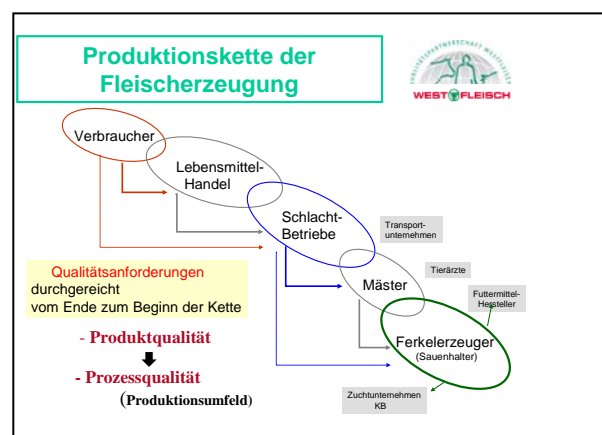 Produktionskette der
Fleischerzeugung
WESTFLEISCH
Verbraucher
Lebensmittel-
Handel
Schlacht-
Betriebe
Transport-
unternehmen
Tierärzte
Mäster
Futtermittel-
Hersteller
Ferkelerzeuger
(Sauenhalter)
Zuchtunternehmen
KB
Qualitätsanforderungen
durchgereicht
vom Ende zum Beginn der Kette
- Produktqualität
- Prozessqualität
(Produktionsumfeld)